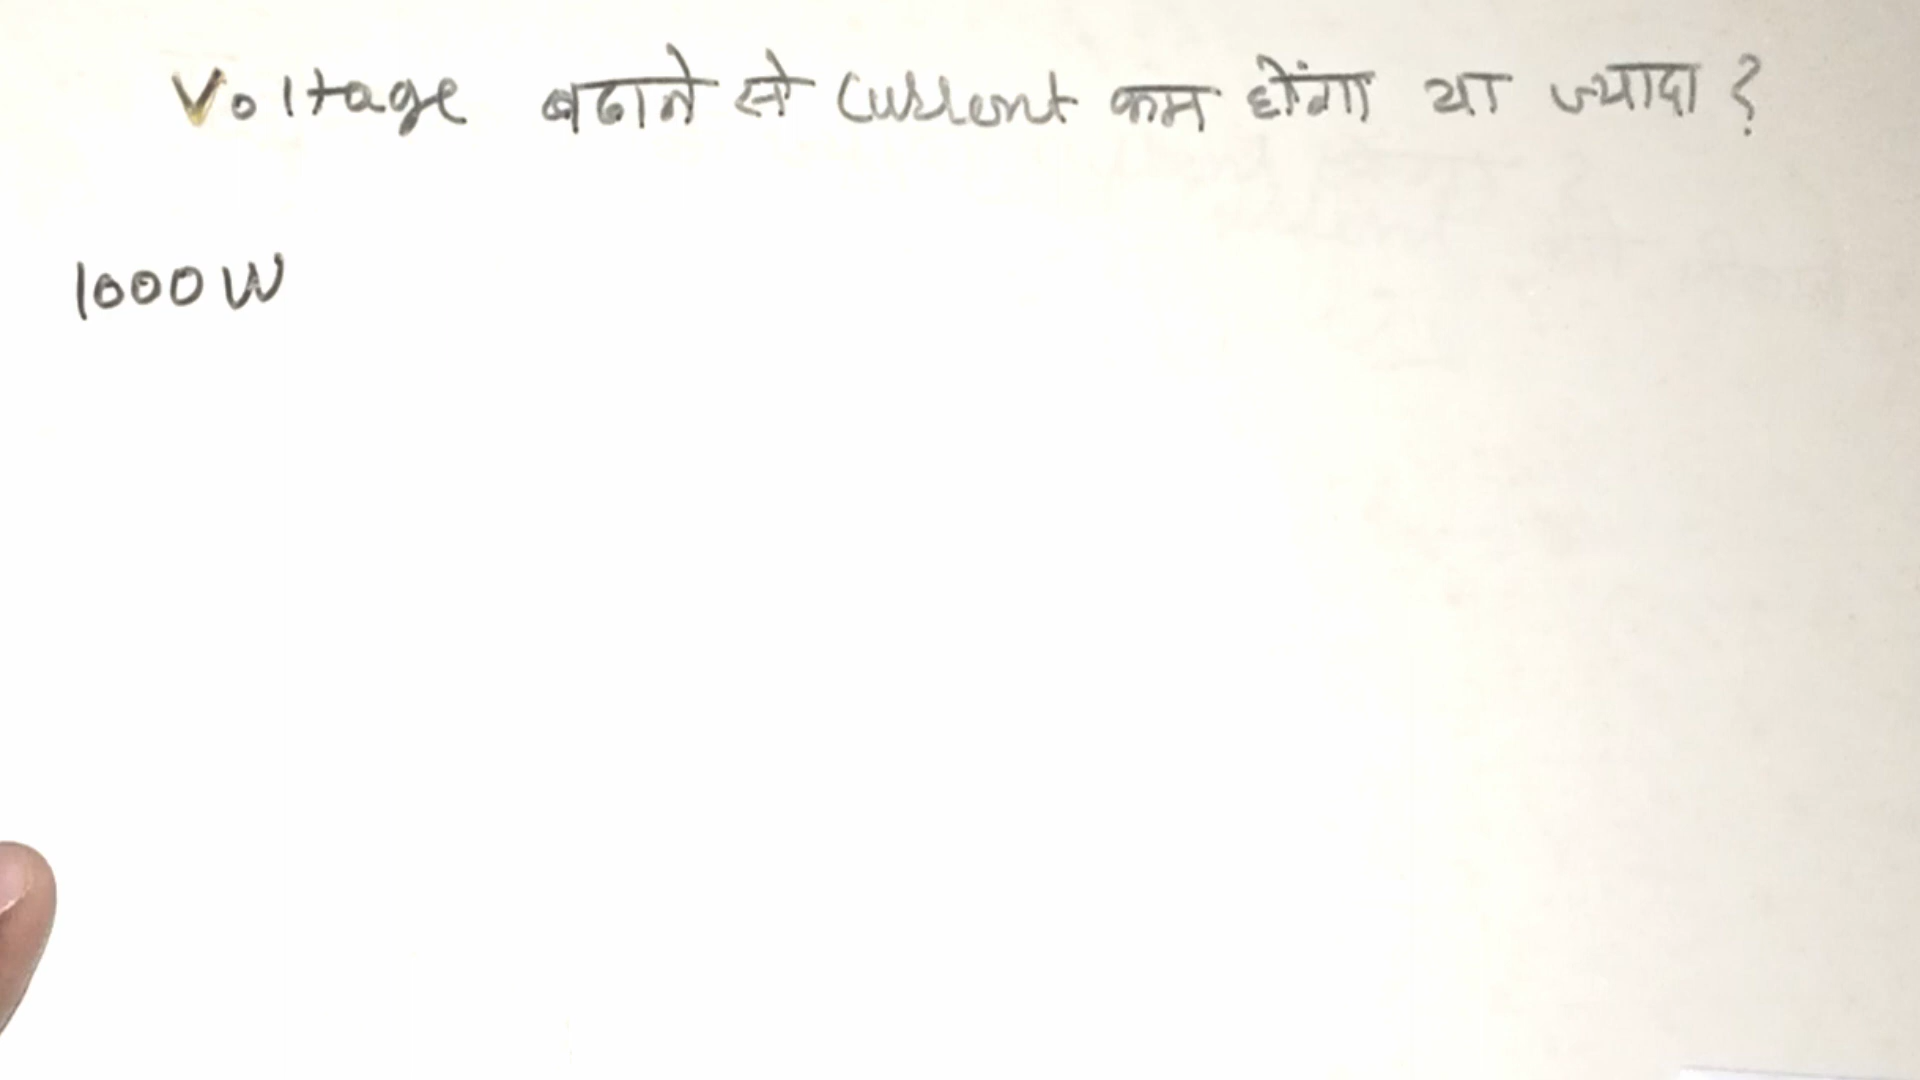 Voltage बढाने से Current कम होंगा या ज्यादा ?
1000 W